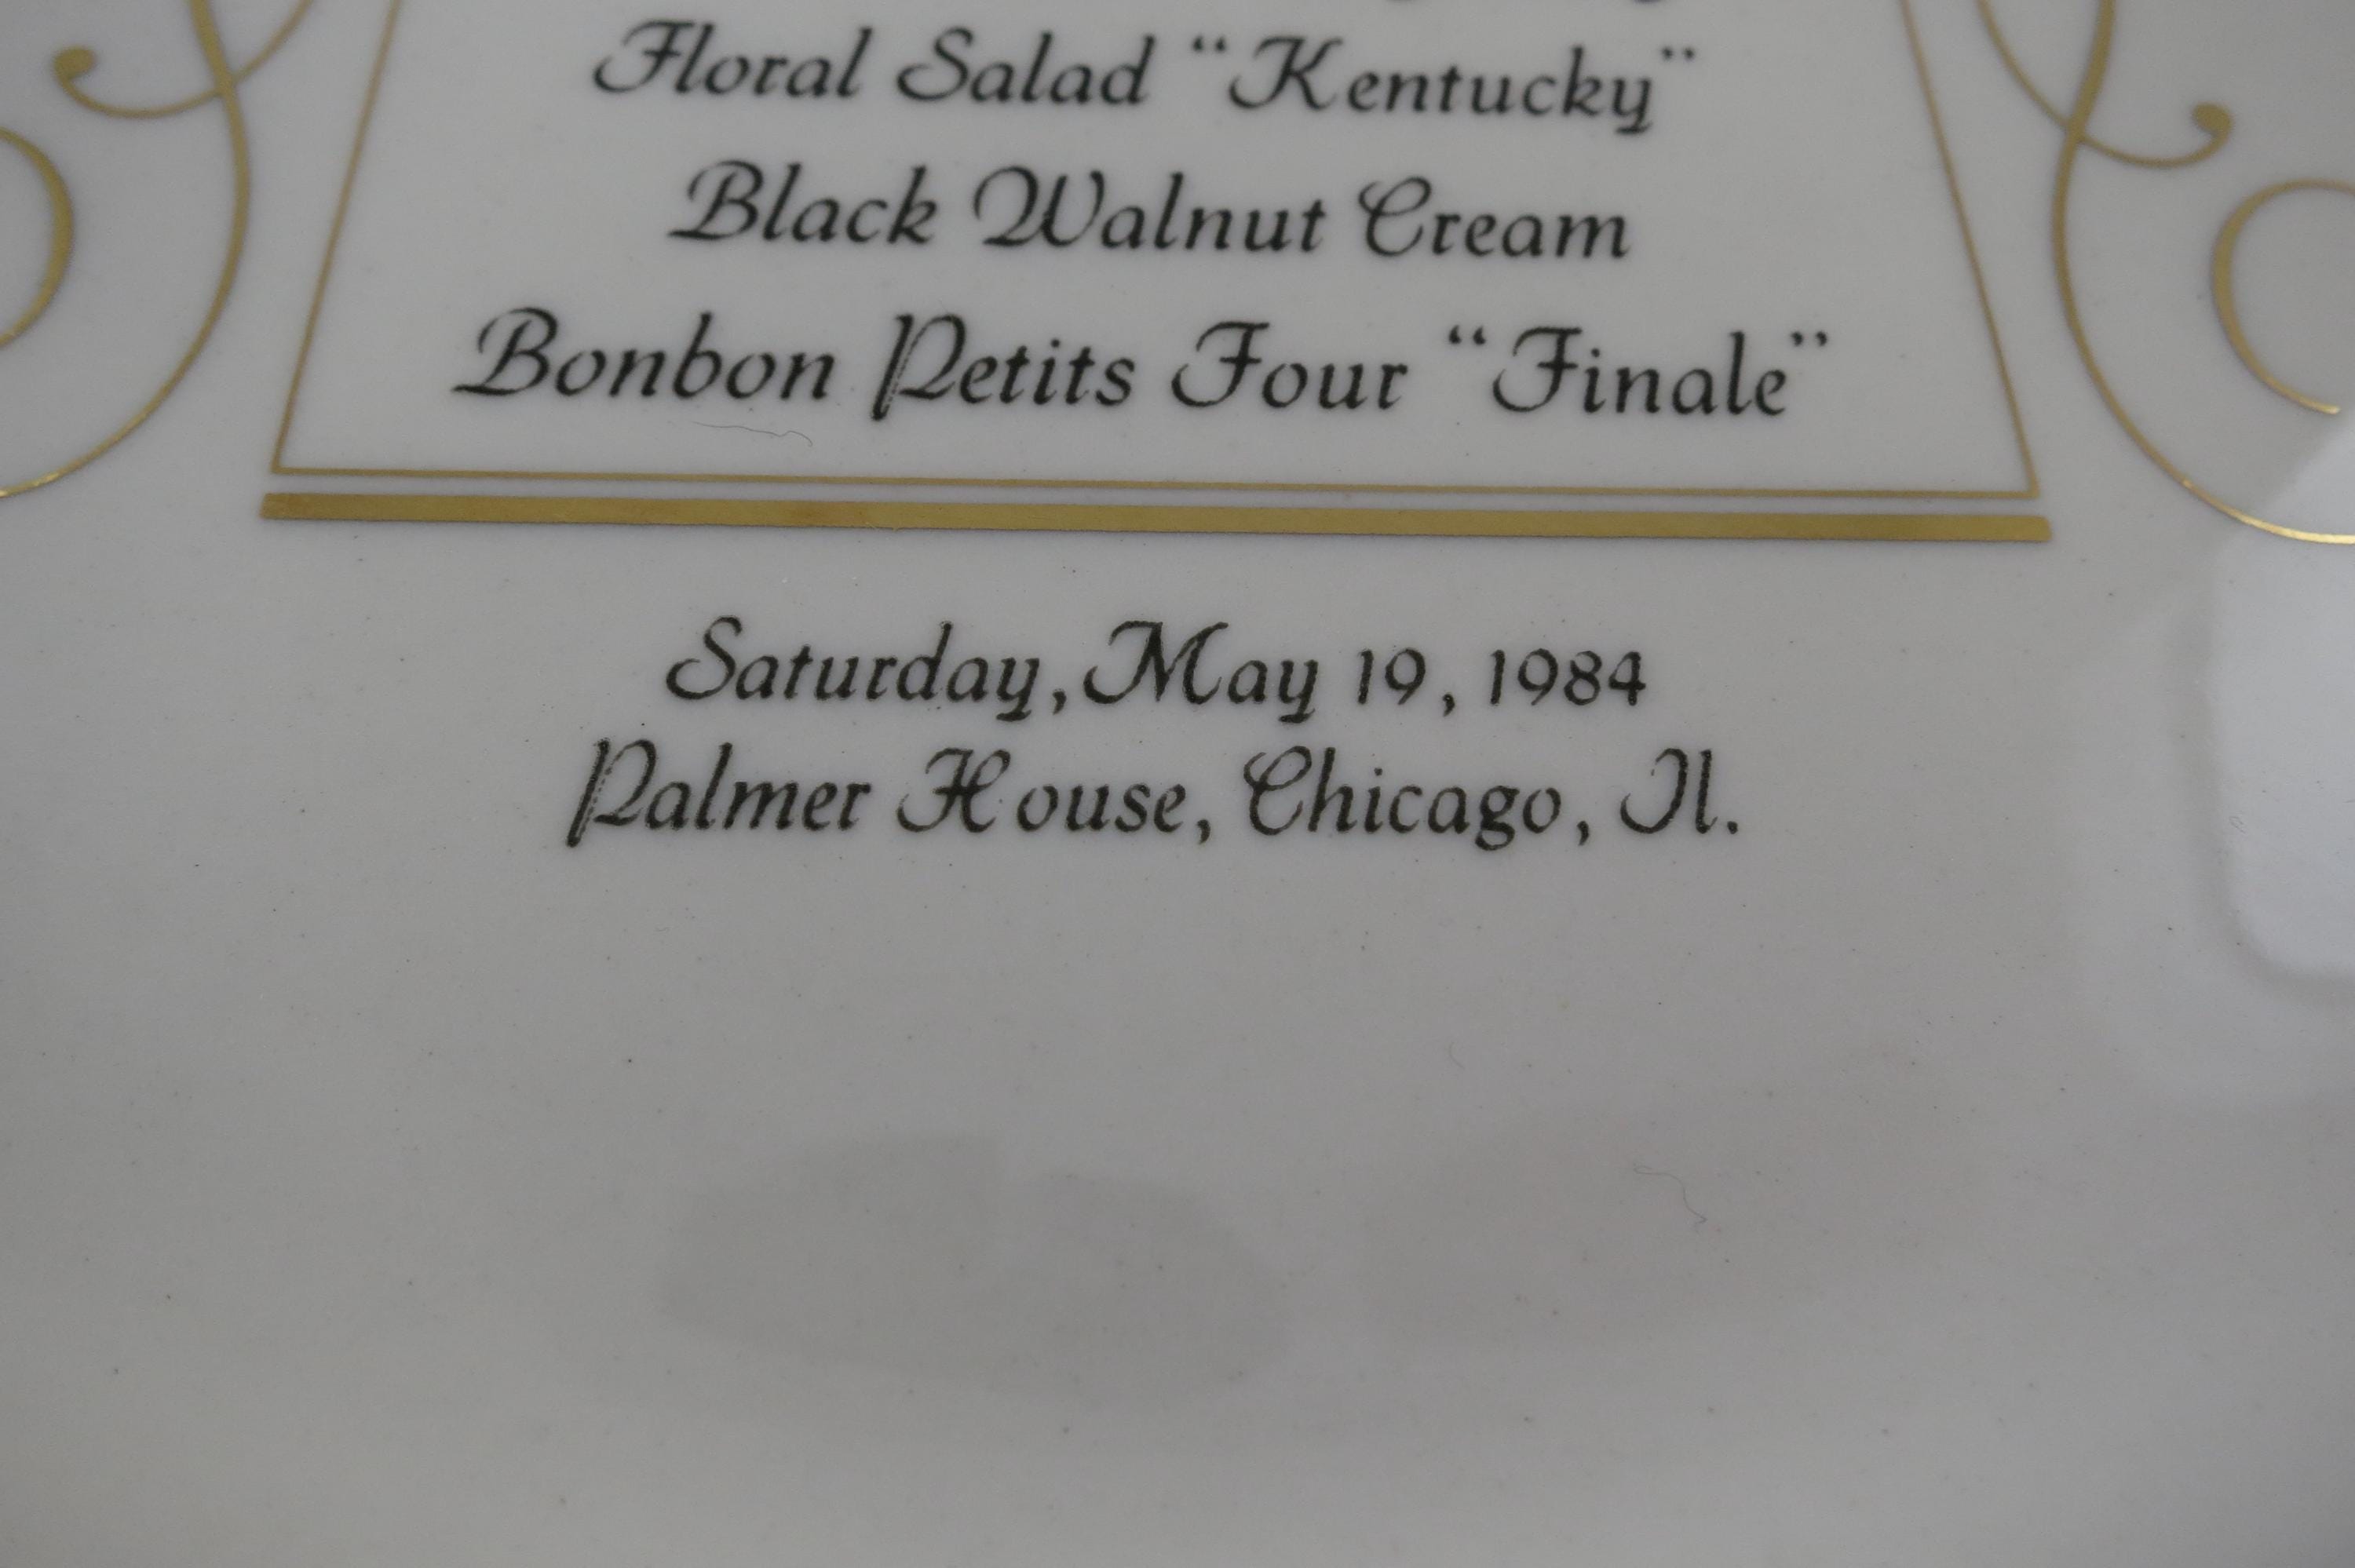 Floral Salad “Kentucky”
Black Walnut Cream
Bonbon Petits Four “Finale”
Saturday, May 19, 1984
Palmer House, Chicago, Il.